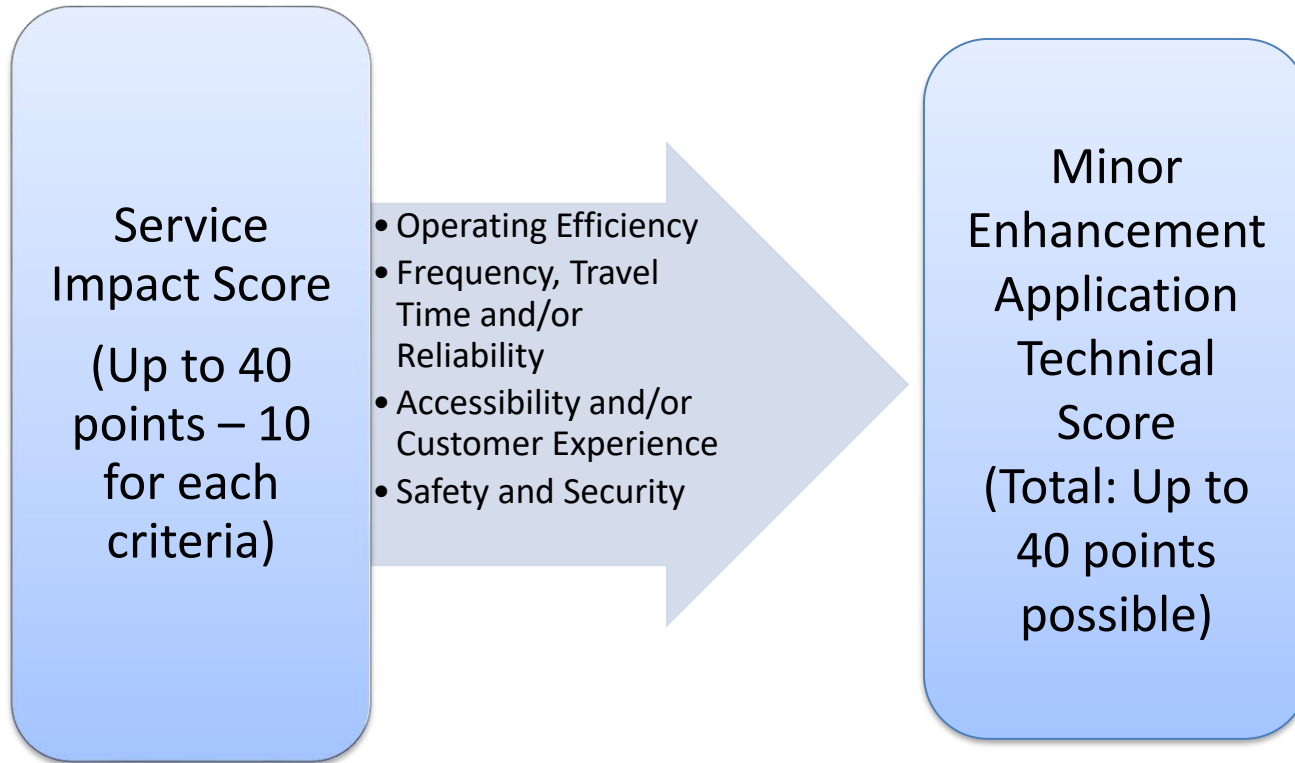 Service
Impact Score
(Up to 40
points – 10
for each
criteria)
• Operating Efficiency
• Frequency, Travel
Time and/or
Reliability
• Accessibility and/or
Customer Experience
• Safety and Security
Minor
Enhancement
Application
Technical
Score
(Total: Up to
40 points
possible)